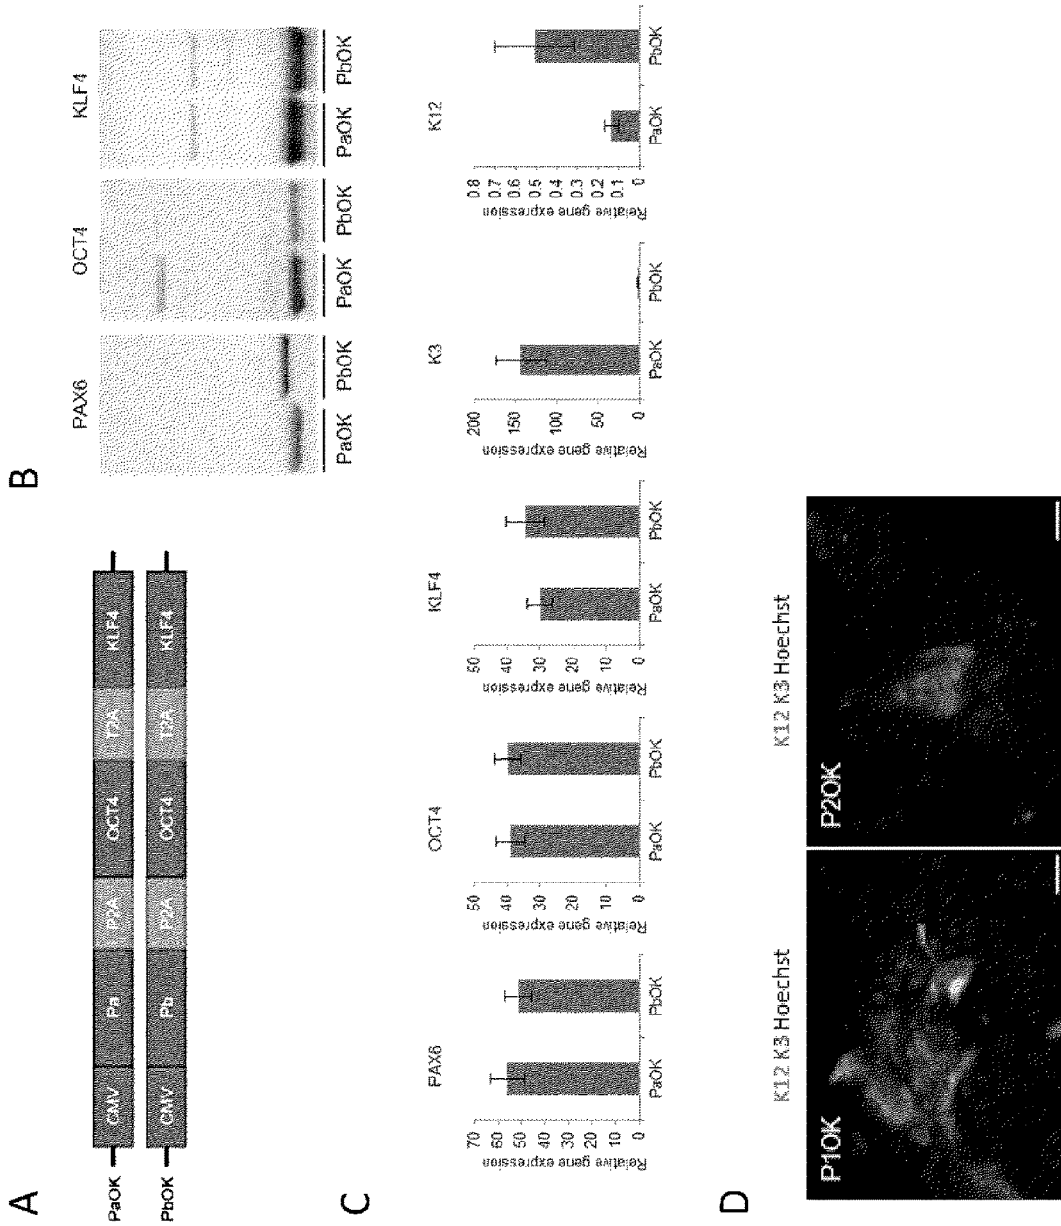 A
PaOK
CMV Pa P2A OCT4 T2A KLF4
PbOK
CMV Pb P2A OCT4 T2A KLF4
B
PAX6 OCT4 KLF4
PaOK PbOK PaOK PbOK PaOK PbOK
C
PAX6
Relative gene expression
70
60
50
40
30
20
10
0
PaOK PbOK
OCT4
Relative gene expression
50
40
30
20
10
0
PaOK PbOK
KLF4
Relative gene expression
50
40
30
20
10
0
PaOK PbOK
K3
Relative gene expression
200
150
100
50
0
PaOK PbOK
K12
Relative gene expression
0.8
0.7
0.6
0.5
0.4
0.3
0.2
0.1
0
PaOK PbOK
D
K12 K3 Hoechst
P1OK
K12 K3 Hoechst
P2OK